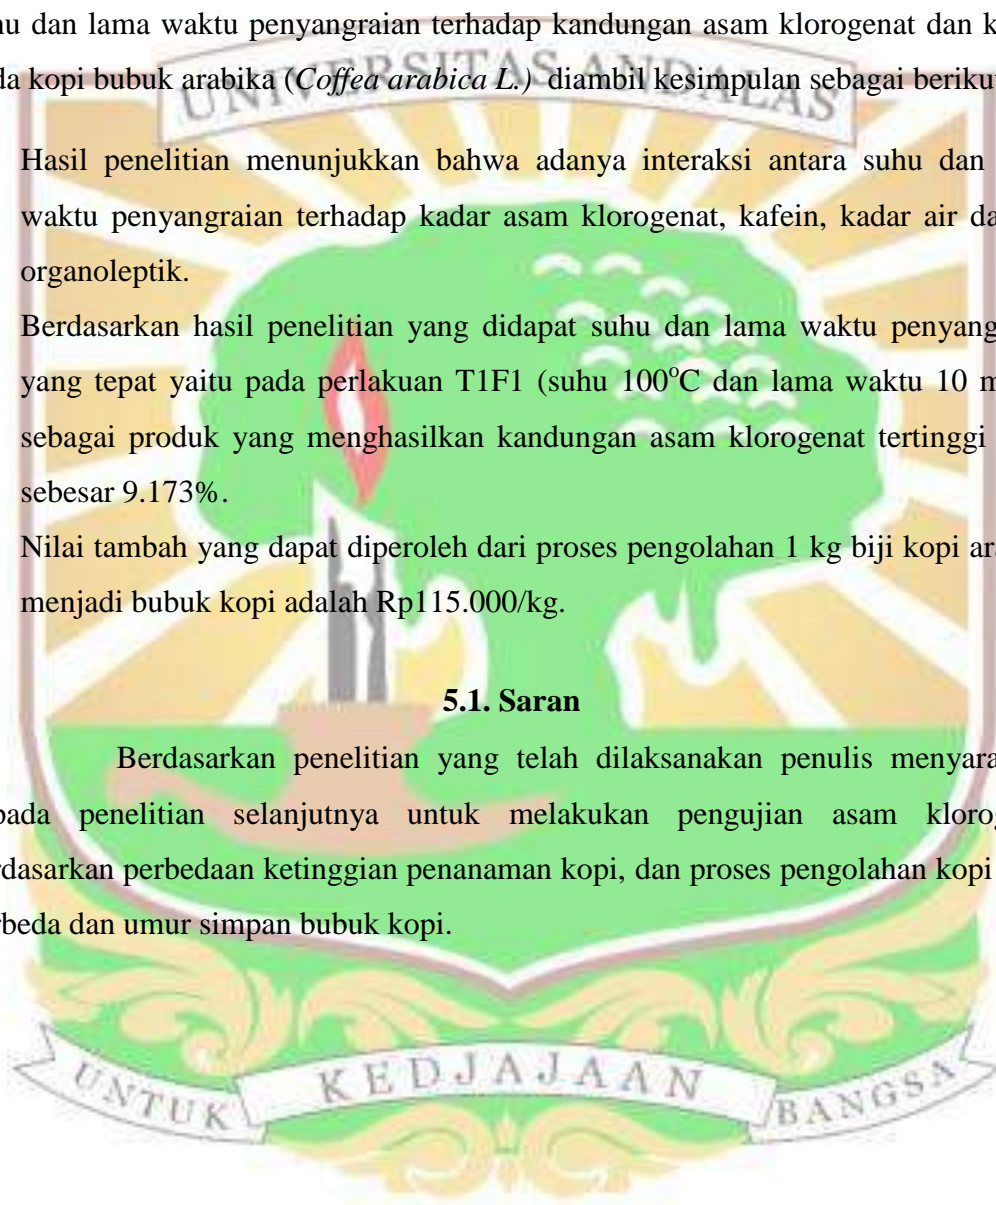 hu dan lama waktu penyangraian terhadap kandungan asam klorogenat dan k
da kopi bubuk arabika (Coffea arabica L.) diambil kesimpulan sebagai beriku
UNIVERSITAS ANDALAS
Hasil penelitian menunjukkan bahwa adanya interaksi antara suhu dan
waktu penyangraian terhadap kadar asam klorogenat, kafein, kadar air da
organoleptik.
Berdasarkan hasil penelitian yang didapat suhu dan lama waktu penyang
yang tepat yaitu pada perlakuan T1F1 (suhu 100°C dan lama waktu 10 m
sebagai produk yang menghasilkan kandungan asam klorogenat tertinggi
sebesar 9.173%.
Nilai tambah yang dapat diperoleh dari proses pengolahan 1 kg biji kopi ara
menjadi bubuk kopi adalah Rp115.000/kg.
5.1. Saran
Berdasarkan penelitian yang telah dilaksanakan penulis menyara
pada penelitian selanjutnya untuk melakukan pengujian asam klorog
rdasarkan perbedaan ketinggian penanaman kopi, dan proses pengolahan kopi
rbeda dan umur simpan bubuk kopi.
UNTUK KEDJAJAAN BANGSA